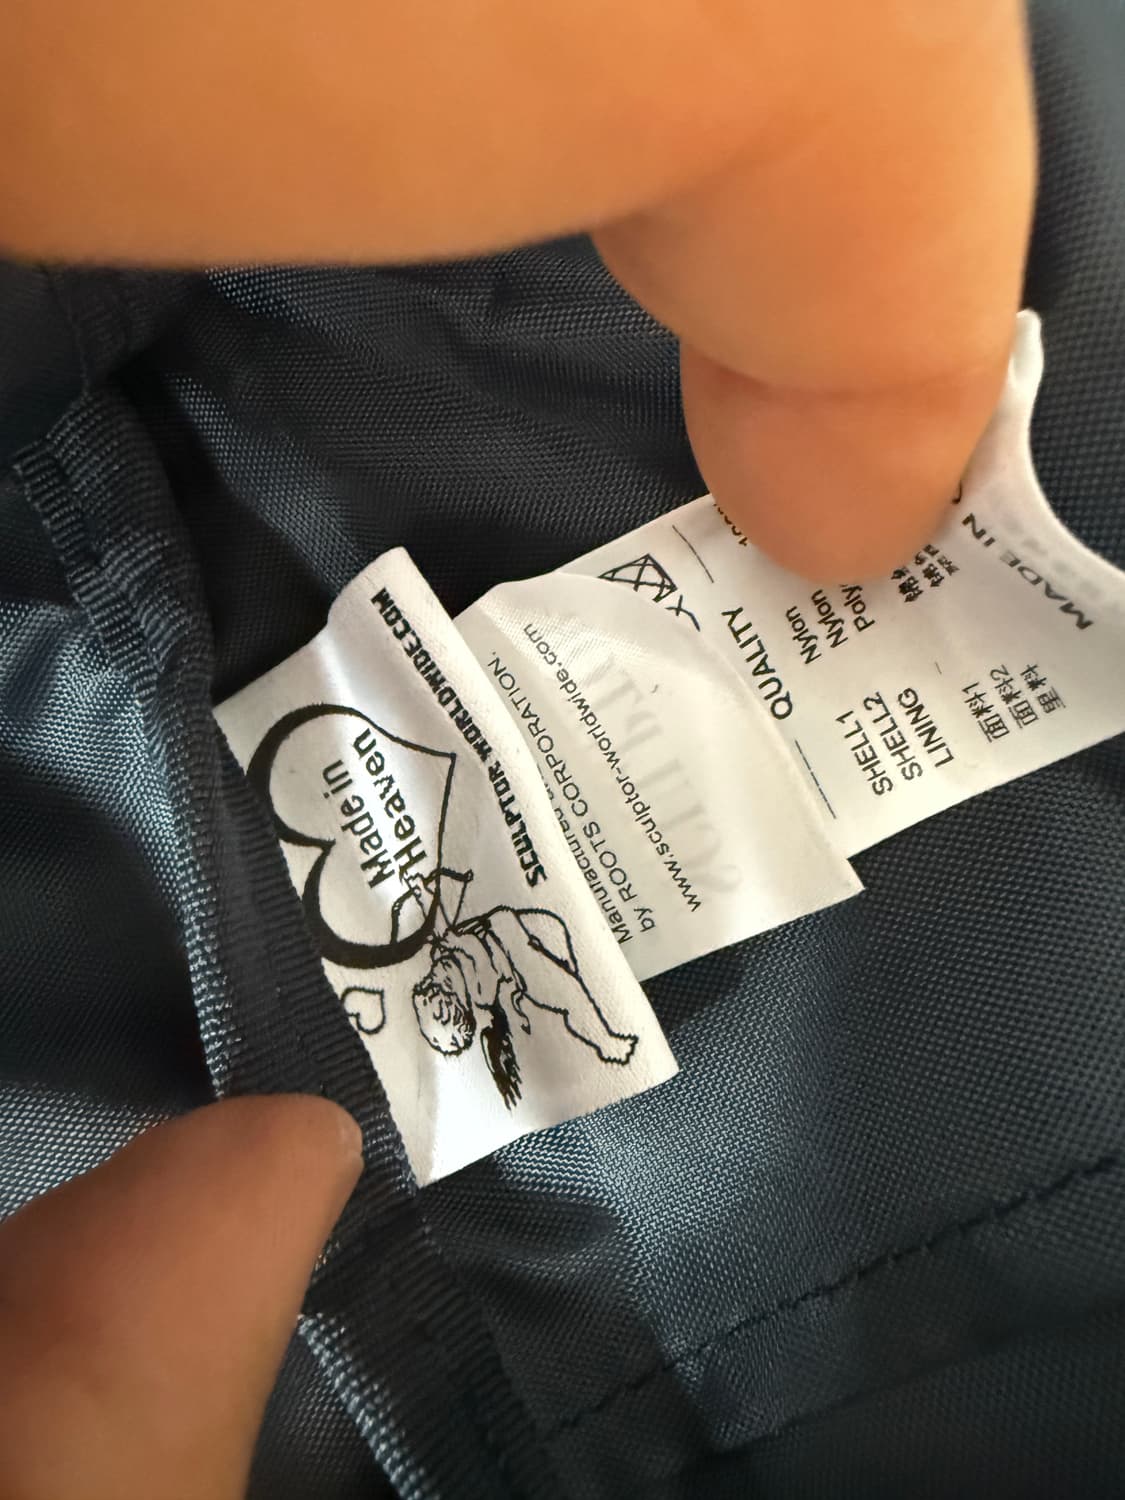 Made in
Heaven
SCULPTOR WORLDWIDE.COM
Manufactured
by ROOTS CORPORATION.
www.sculptor-worldwide.com
QUALITY
SHELL1 Nylon
SHELL2 Nylon
LINING Poly
面料1
面料2
里料
MADE IN